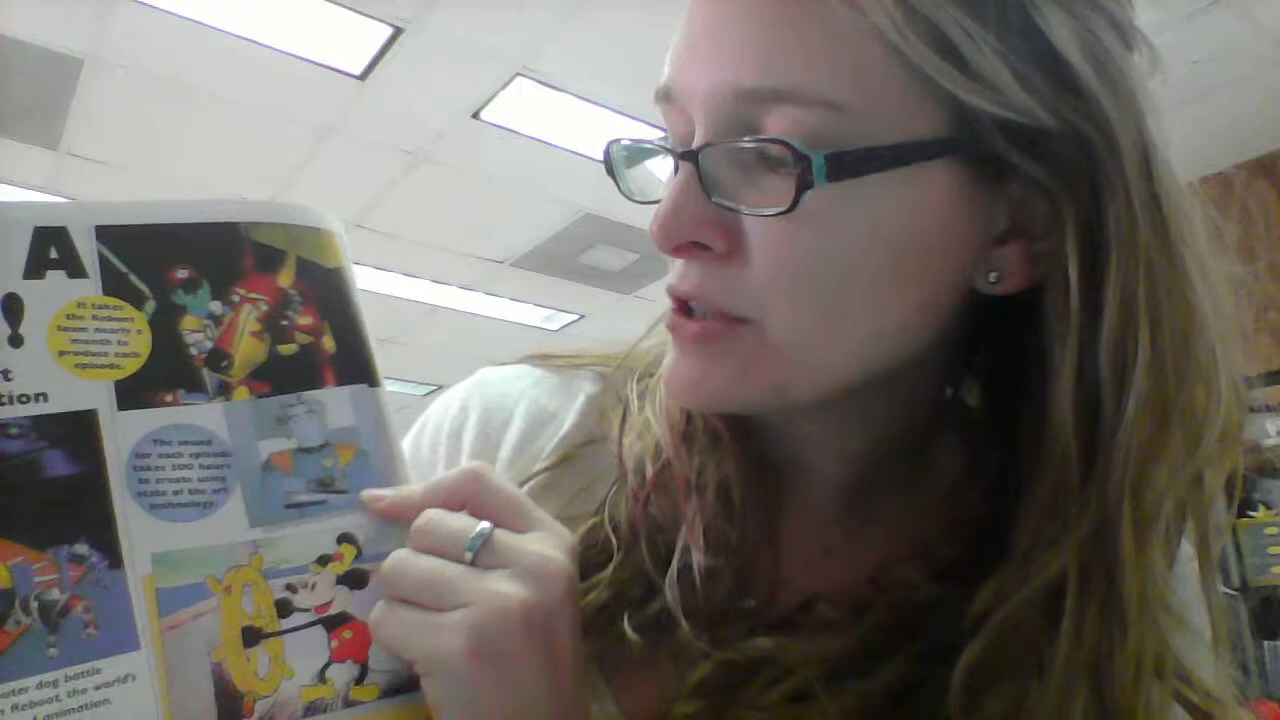 A
!
t
tion
It takes
the Reboot
team nearly a
month to
produce each
episode.
The sound
for each episode
takes 100 hours
to create using
state of the art
technology.
uter dog battle
n Reboot, the world's
animation.